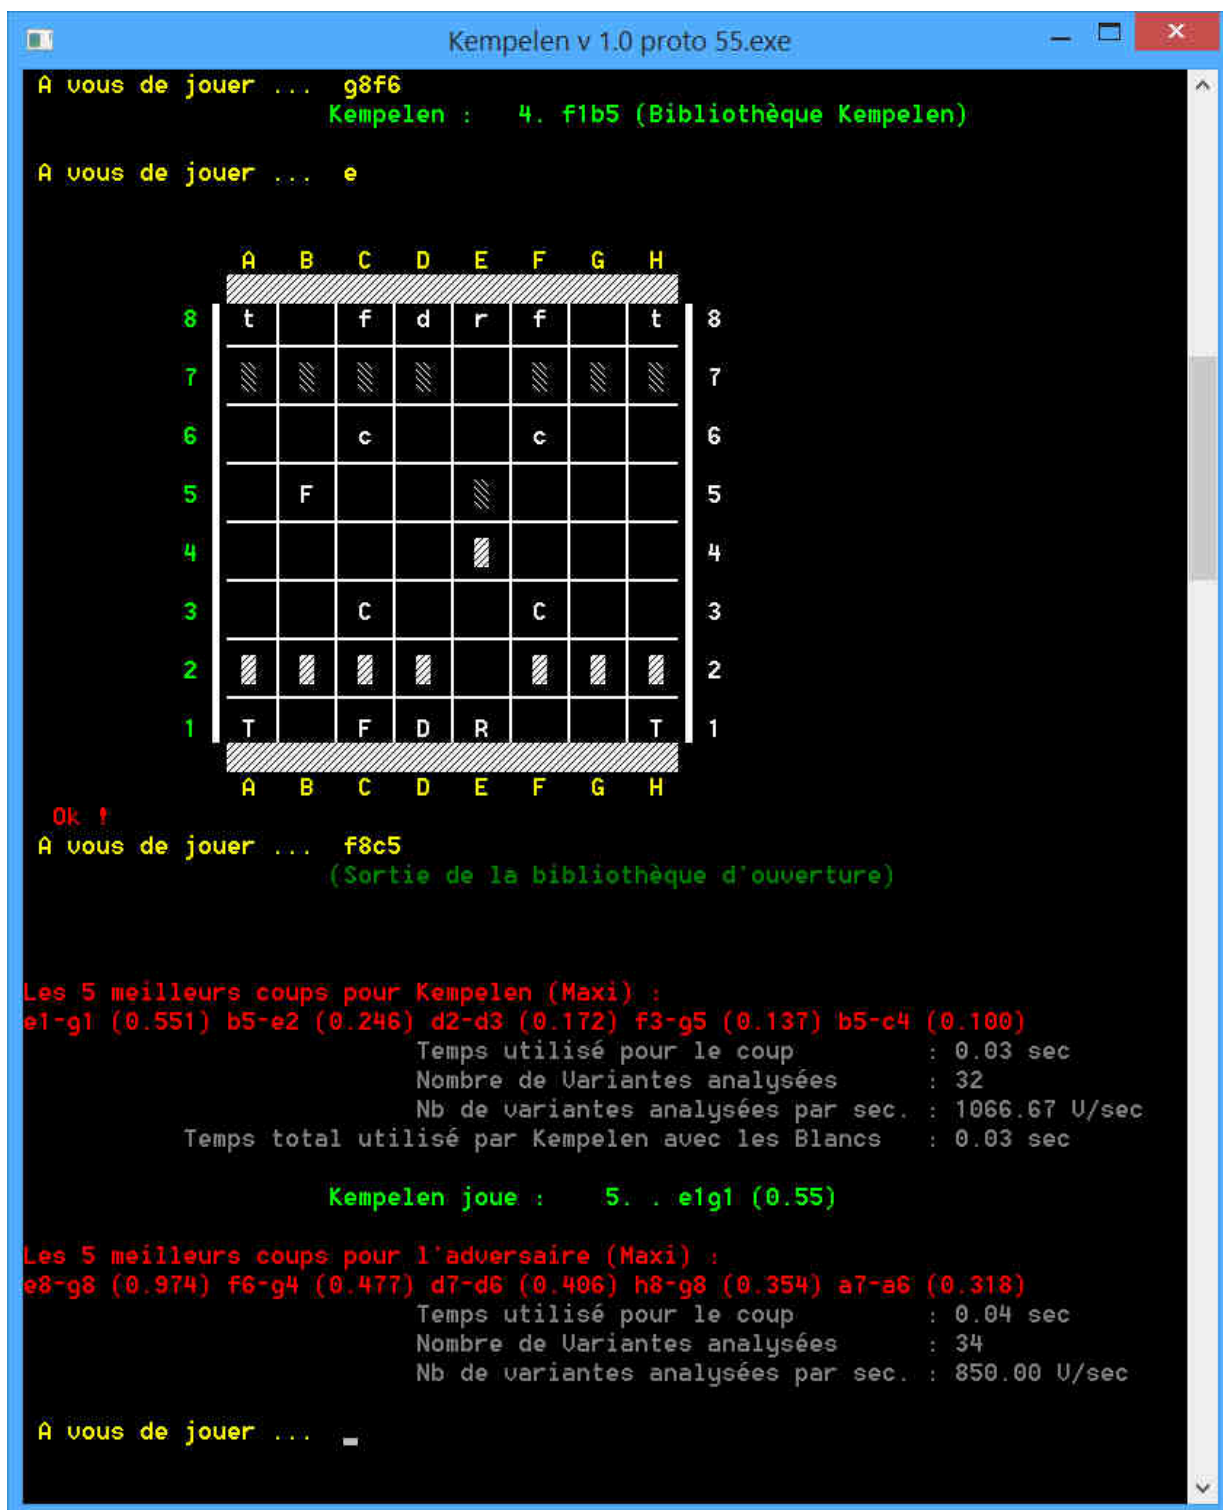 Kempelen v 1.0 proto 55.exe
A vous de jouer ... g8f6
Kempelen : 4. f1b5 (Bibliothèque Kempelen)
A vous de jouer ... e
A B C D E F G H
8 t f d r f t 8
7 7
6 c c 6
5 F 5
4 4
3 C C 3
2 2
1 T F D R T 1
A B C D E F G H
Ok !
A vous de jouer ... f8c5
(Sortie de la bibliothèque d'ouverture)
Les 5 meilleurs coups pour Kempelen (Maxi) :
e1-g1 (0.551) b5-e2 (0.246) d2-d3 (0.172) f3-g5 (0.137) b5-c4 (0.100)
Temps utilisé pour le coup : 0.03 sec
Nombre de Variantes analysées : 32
Nb de variantes analysées par sec. : 1066.67 V/sec
Temps total utilisé par Kempelen avec les Blancs : 0.03 sec
Kempelen joue : 5. . e1g1 (0.55)
Les 5 meilleurs coups pour l'adversaire (Maxi) :
e8-g8 (0.974) f6-g4 (0.477) d7-d6 (0.406) h8-g8 (0.354) a7-a6 (0.318)
Temps utilisé pour le coup : 0.04 sec
Nombre de Variantes analysées : 34
Nb de variantes analysées par sec. : 850.00 V/sec
A vous de jouer ... _